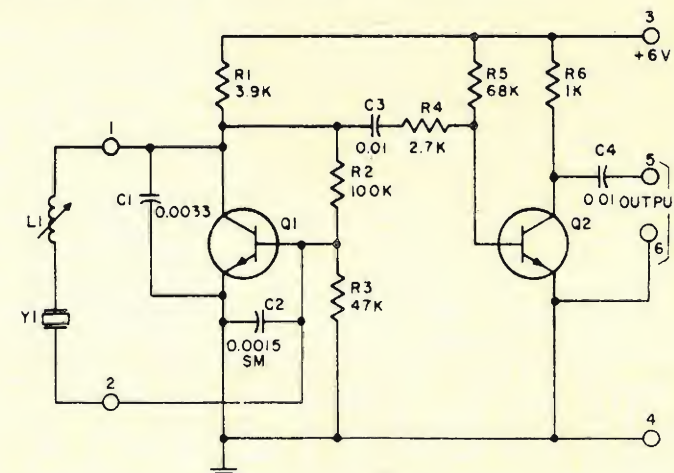 3
+6V
R1
3.9K
R5
68K
R6
1K
C3
0.01
R4
2.7K
1
C1
0.0033
R2
100K
C4
0.01
5
OUTPU
6
L1
Q1
Q2
Y1
C2
0.0015
SM
R3
47K
2
4